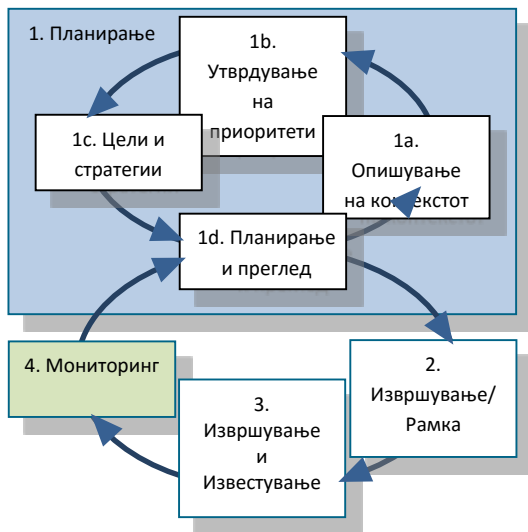 1. Планирање
1b.
Утврдување
на
приоритети
1c. Цели и
стратегии
1a.
Опишување
на контекстот
1d. Планирање
и преглед
4. Мониторинг
2.
Извршување/
Рамка
3.
Извршување
и
Известување